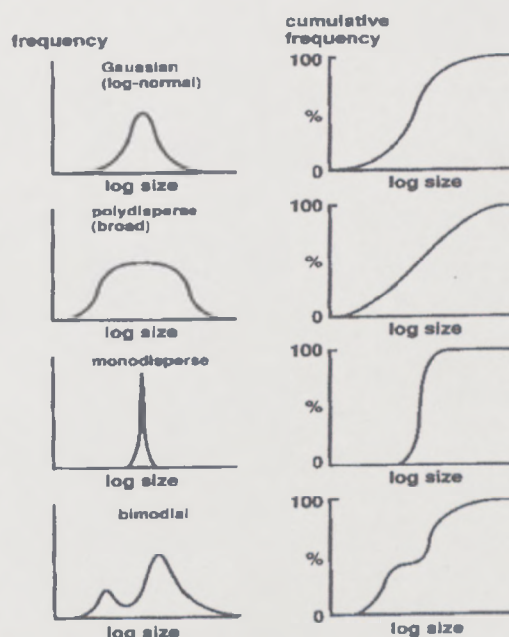 frequency
cumulative
frequency
Gaussian
(log-normal)
100
%
0
log size
log size
polydisperse
(broad)
100
%
0
log size
log size
monodisperse
100
%
0
log size
log size
bimodial
100
%
0
log size
log size